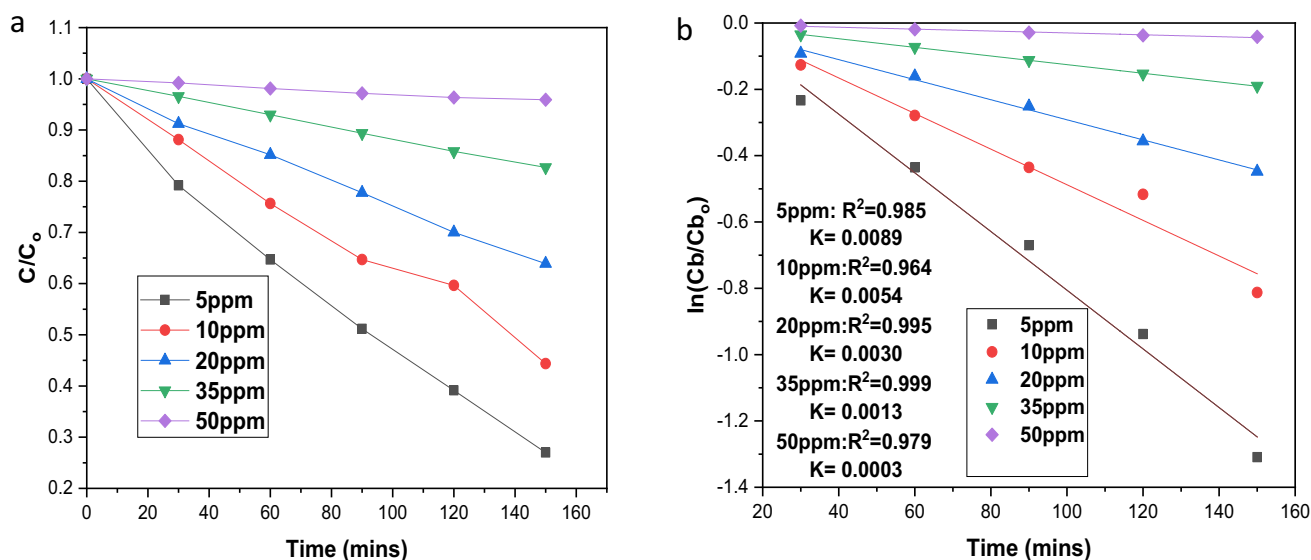 a
1.1
1.0
0.9
0.8
0.7
0.6
0.5
0.4
0.3
0.2
C/C₀
0 20 40 60 80 100 120 140 160
Time (mins)
5ppm
10ppm
20ppm
35ppm
50ppm
b
0.0
-0.2
-0.4
-0.6
-0.8
-1.0
-1.2
-1.4
ln(Cb/Cb₀)
20 40 60 80 100 120 140 160
Time (mins)
5ppm: R²=0.985
K= 0.0089
10ppm:R²=0.964
K= 0.0054
20ppm:R²=0.995
K= 0.0030
35ppm:R²=0.999
K= 0.0013
50ppm:R²=0.979
K= 0.0003
5ppm
10ppm
20ppm
35ppm
50ppm